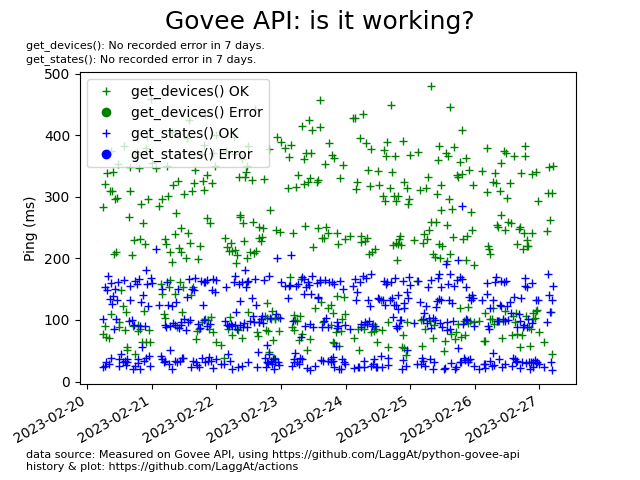 Govee API: is it working?
get_devices(): No recorded error in 7 days.
get_states(): No recorded error in 7 days.
500
400
300
200
100
0
Ping (ms)
get_devices() OK
get_devices() Error
get_states() OK
get_states() Error
2023-02-20
2023-02-21
2023-02-22
2023-02-23
2023-02-24
2023-02-25
2023-02-26
2023-02-27
data source: Measured on Govee API, using https://github.com/LaggAt/python-govee-api
history & plot: https://github.com/LaggAt/actions